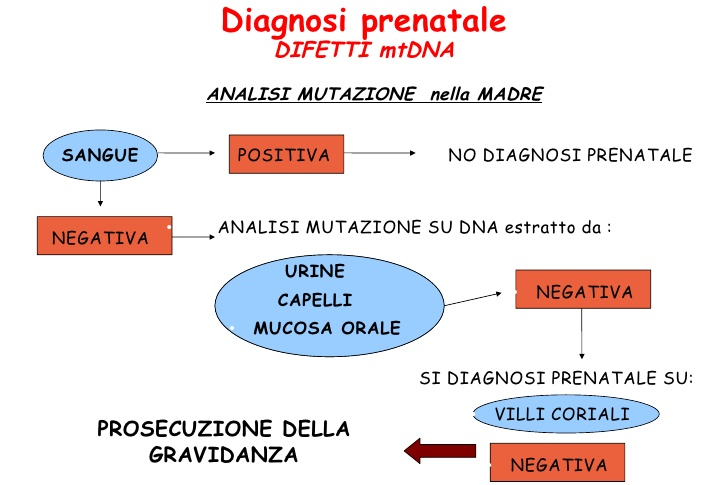 Diagnosi prenatale
DIFETTI mtDNA
ANALISI MUTAZIONE nella MADRE
SANGUE
POSITIVA
NO DIAGNOSI PRENATALE
NEGATIVA
ANALISI MUTAZIONE SU DNA estratto da :
URINE
CAPELLI
MUCOSA ORALE
NEGATIVA
SI DIAGNOSI PRENATALE SU:
VILLI CORIALI
NEGATIVA
PROSECUZIONE DELLA
GRAVIDANZA